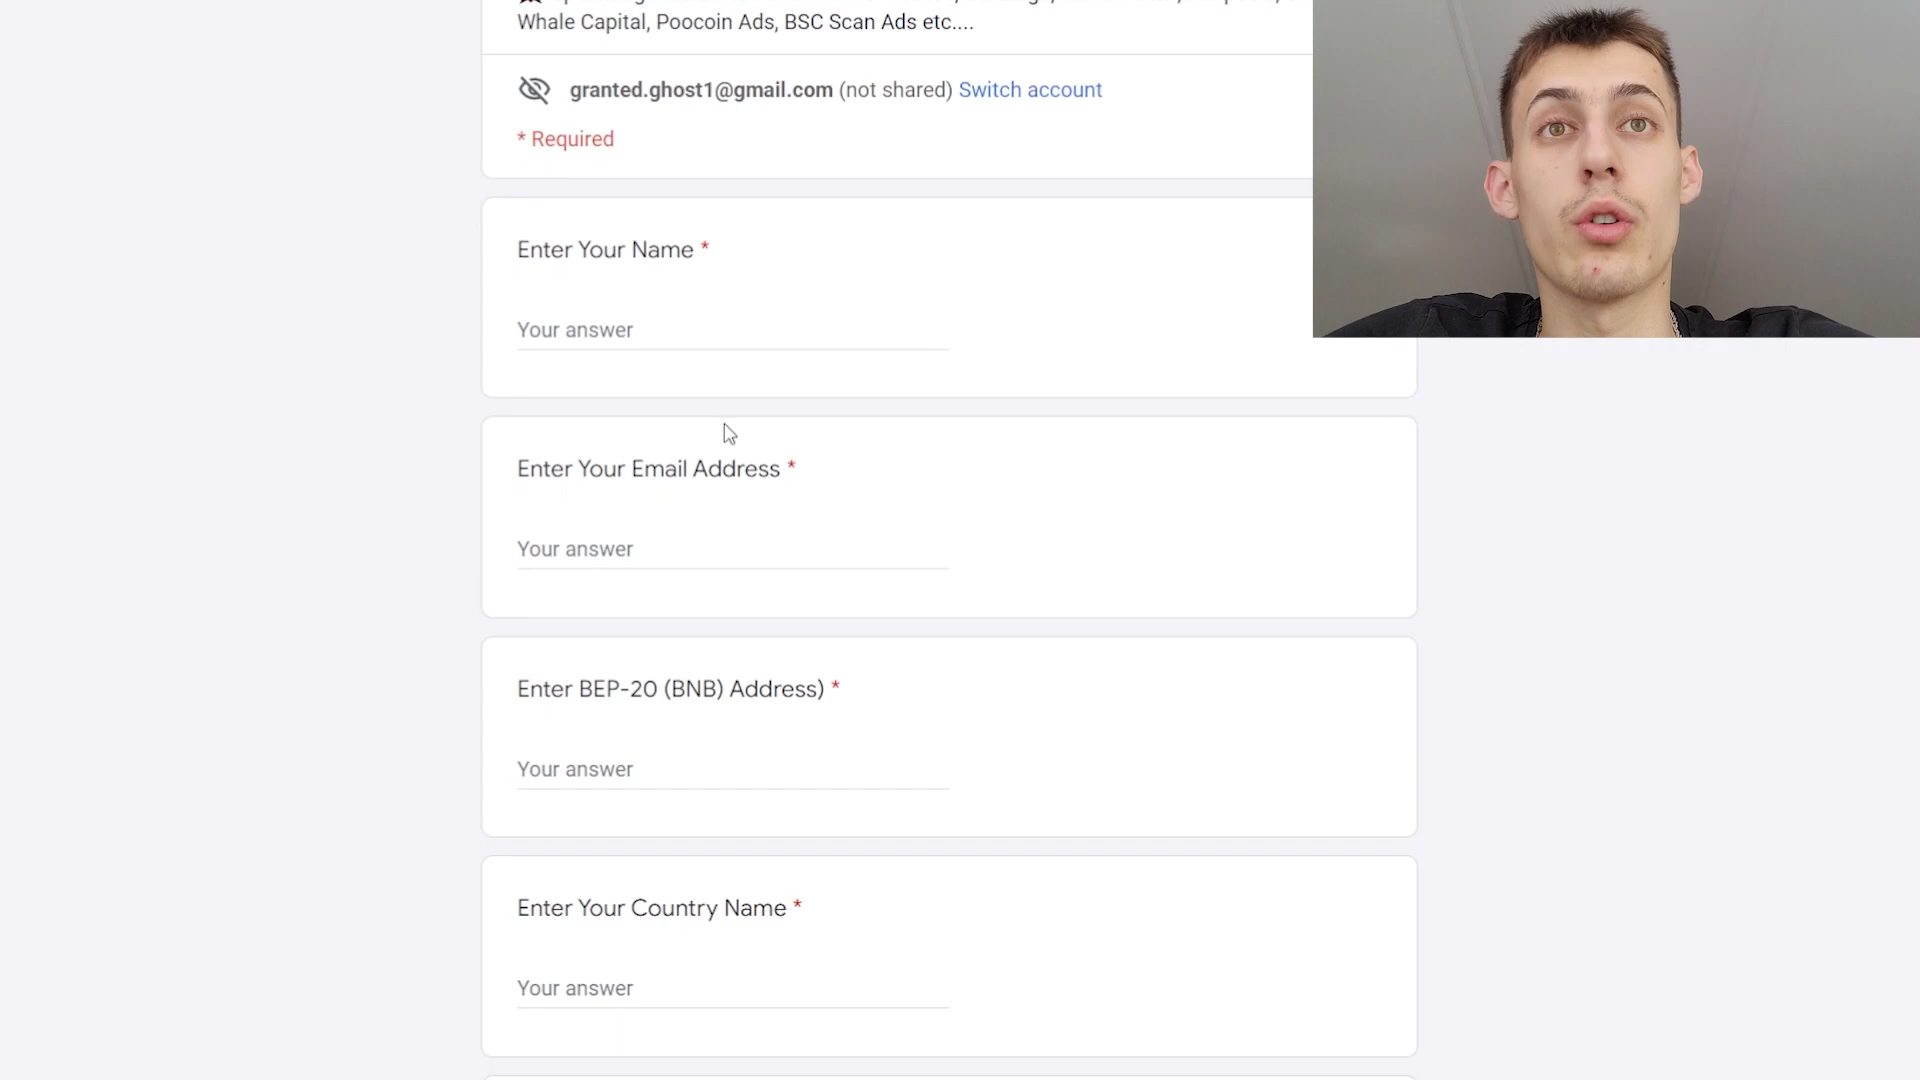 Whale Capital, Poocoin Ads, BSC Scan Ads etc....
granted.ghost1@gmail.com (not shared) Switch account
* Required
Enter Your Name *
Your answer
Enter Your Email Address *
Your answer
Enter BEP-20 (BNB) Address) *
Your answer
Enter Your Country Name *
Your answer